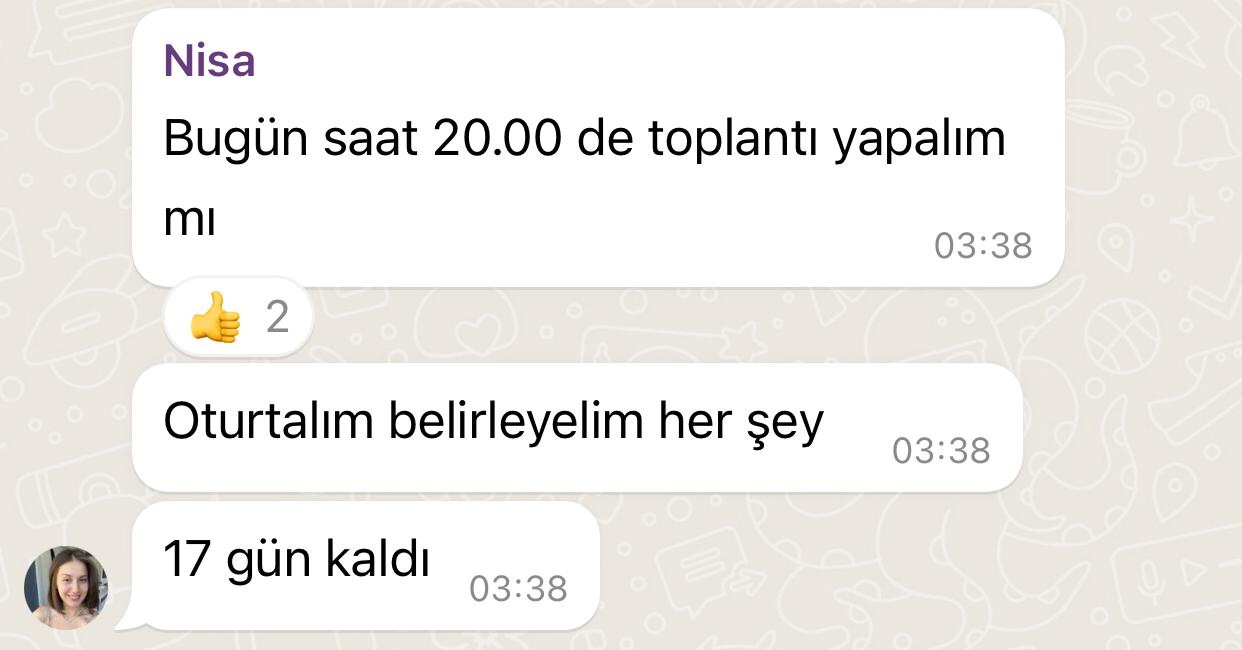 Nisa
Bugün saat 20.00 de toplantı yapalım
mı
03:38
👍 2
Oturtalım belirleyelim her şey
03:38
17 gün kaldı
03:38